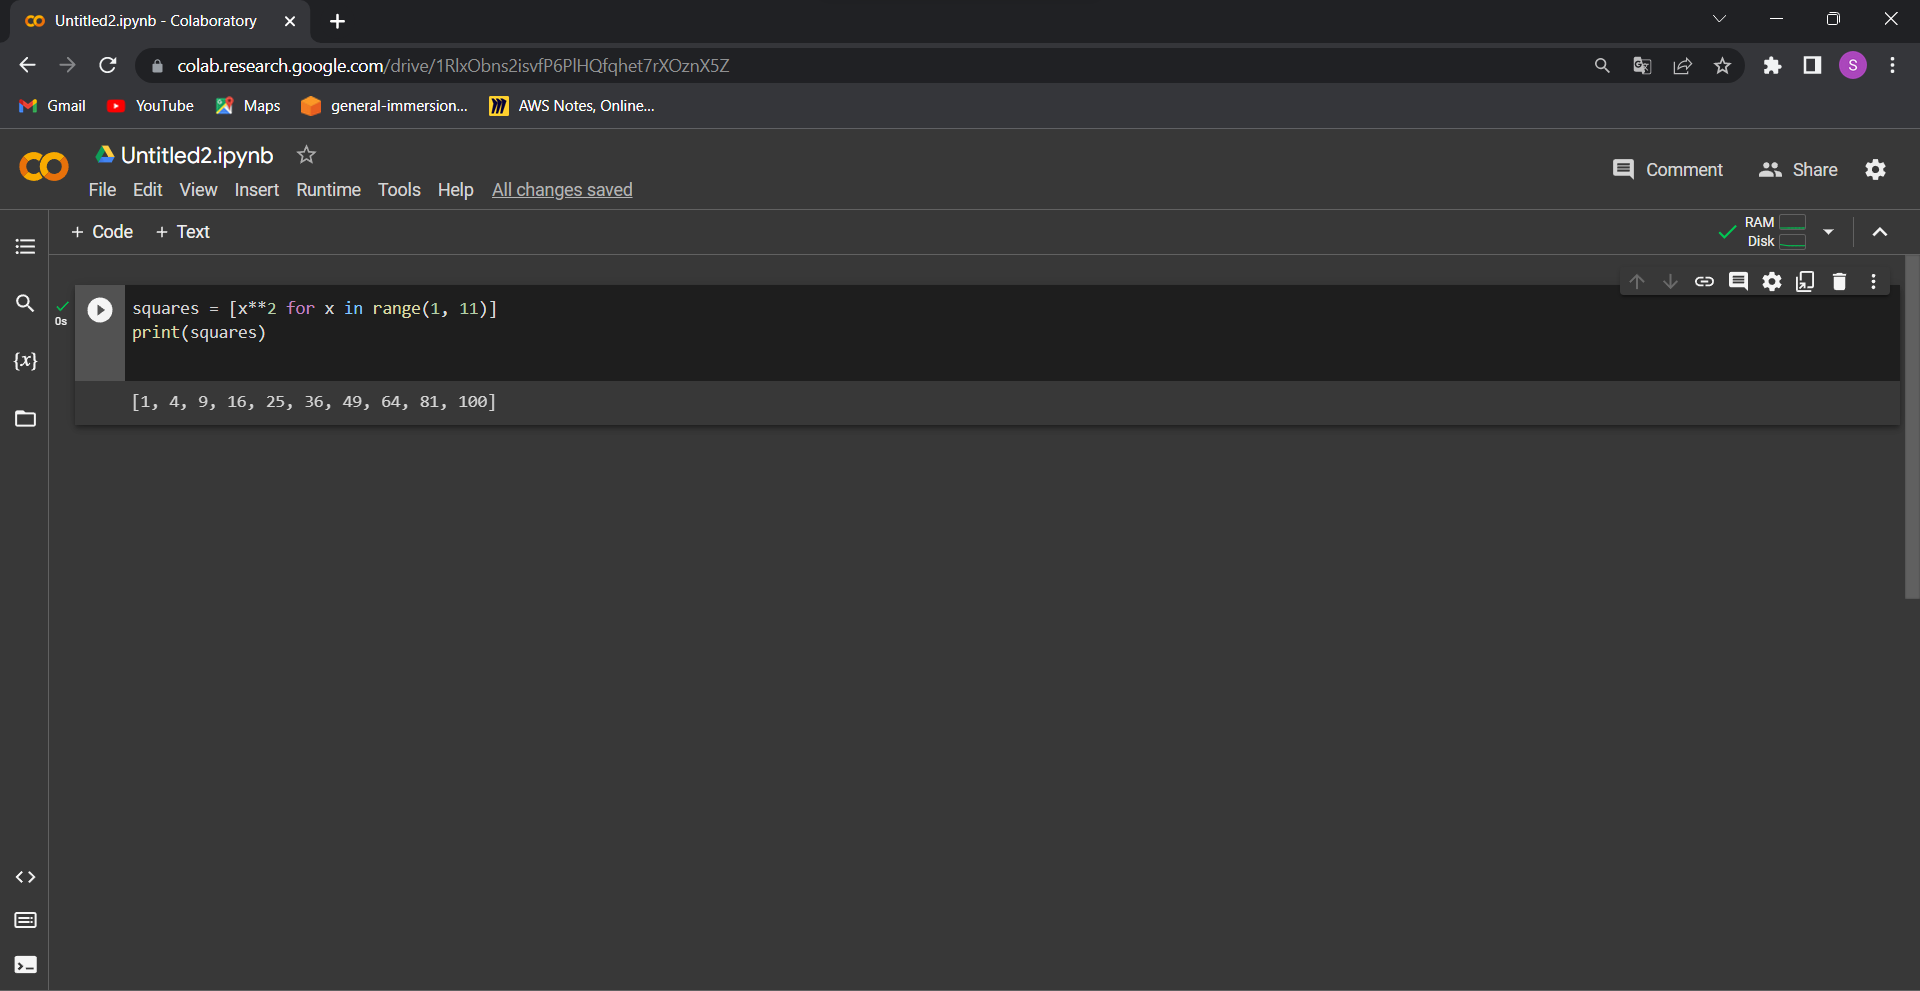 Untitled2.ipynb - Colaboratory
colab.research.google.com/drive/1RlxObns2isvfP6PlHQfqhet7rXOznX5Z
S
Gmail YouTube Maps general-immersion... AWS Notes, Online...
Untitled2.ipynb
File Edit View Insert Runtime Tools Help All changes saved
Comment Share
+ Code + Text
RAM
Disk
squares = [x**2 for x in range(1, 11)]
0s
print(squares)
{x}
[1, 4, 9, 16, 25, 36, 49, 64, 81, 100]